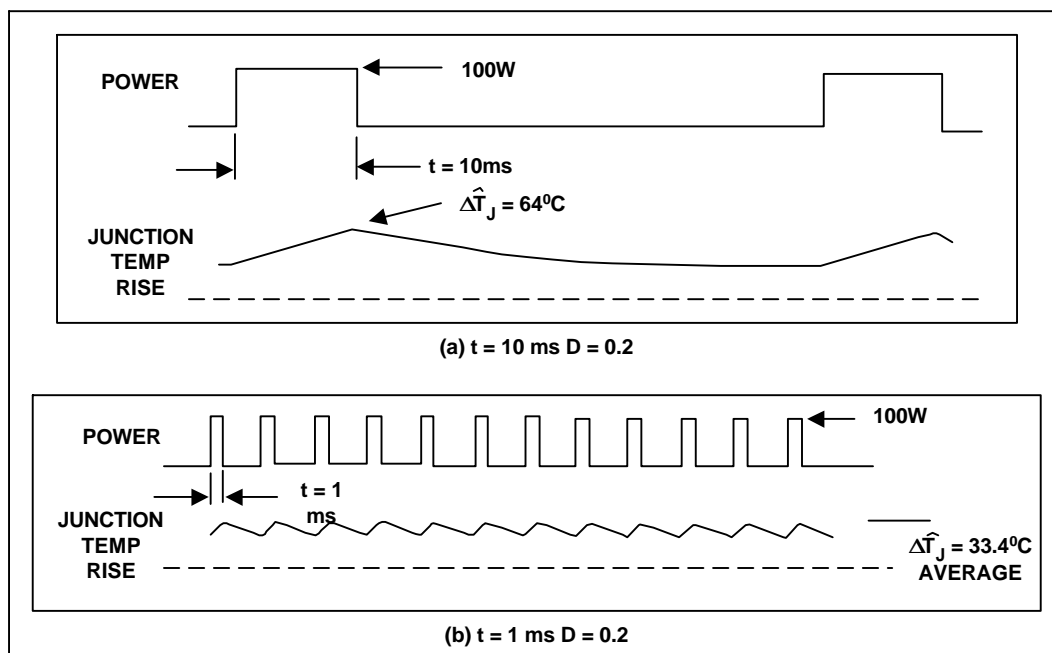 POWER
100W
t = 10ms
ΔT̂J = 64⁰C
JUNCTION
TEMP
RISE
(a) t = 10 ms D = 0.2
POWER
100W
t = 1
ms
JUNCTION
TEMP
RISE
ΔT̂J = 33.4⁰C
AVERAGE
(b) t = 1 ms D = 0.2